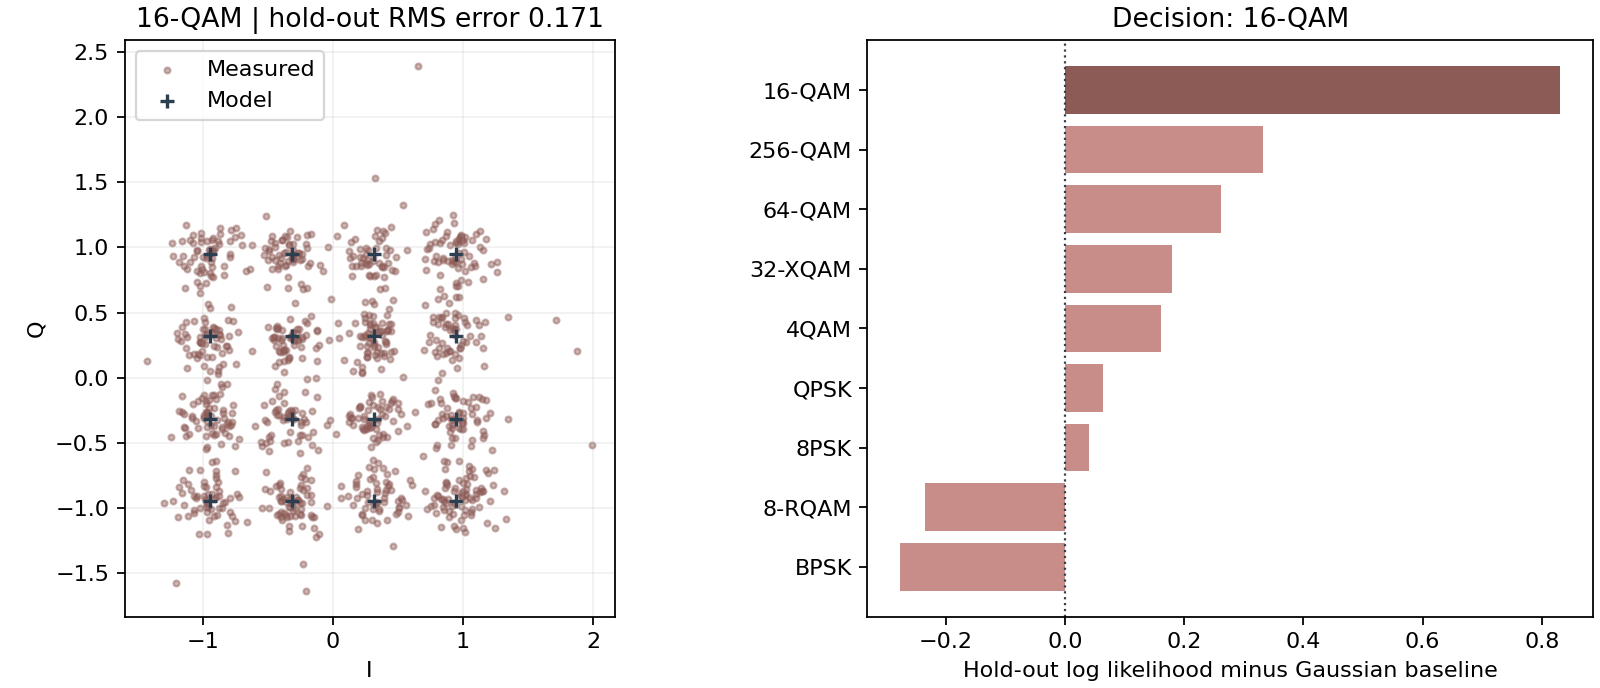 16-QAM | hold-out RMS error 0.171
Measured
Model
2.5
2.0
1.5
1.0
0.5
0.0
−0.5
−1.0
−1.5
Q
−1
0
1
2
I
Decision: 16-QAM
16-QAM
256-QAM
64-QAM
32-XQAM
4QAM
QPSK
8PSK
8-RQAM
BPSK
−0.2
0.0
0.2
0.4
0.6
0.8
Hold-out log likelihood minus Gaussian baseline